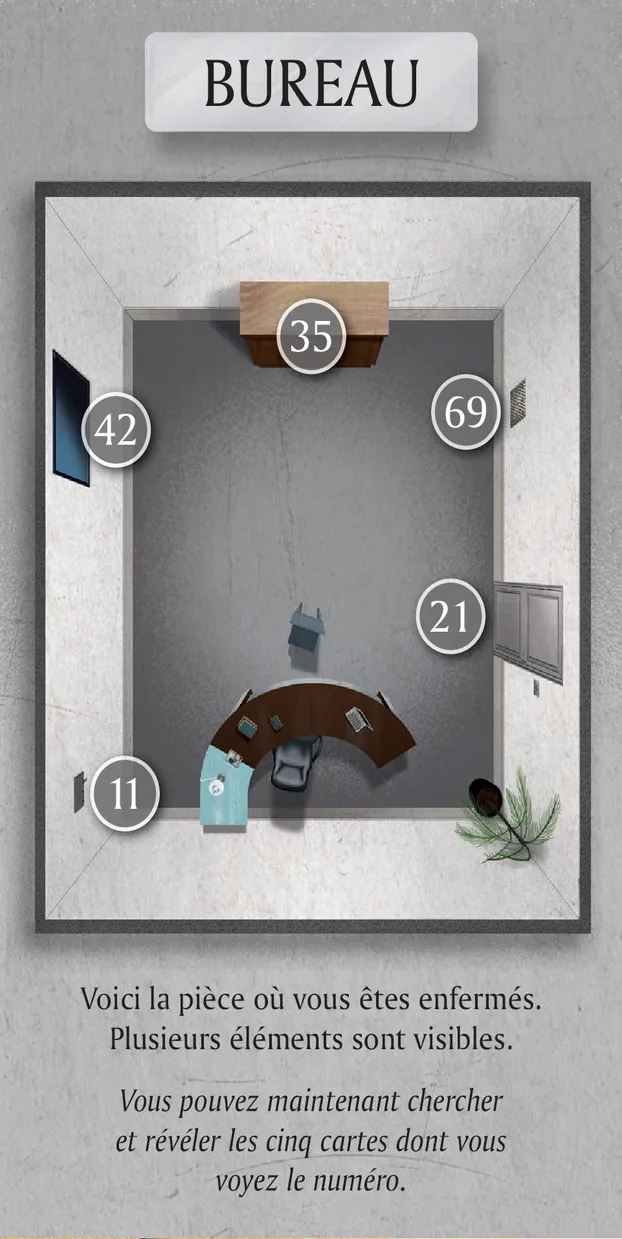 BUREAU
35
42
69
21
11
Voici la pièce où vous êtes enfermés.
Plusieurs éléments sont visibles.
Vous pouvez maintenant chercher
et révéler les cinq cartes dont vous
voyez le numéro.